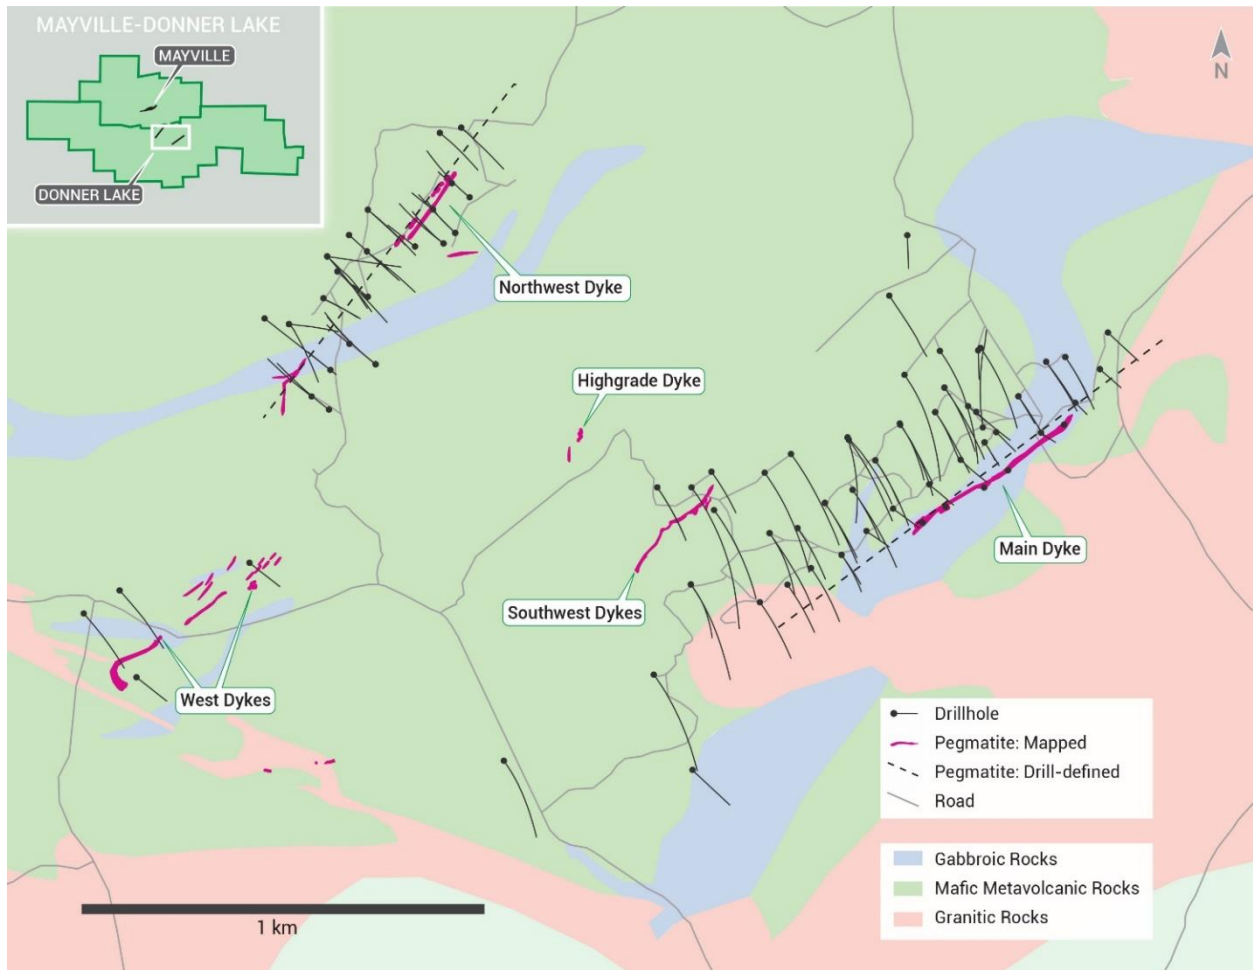 MAYVILLE-DONNER LAKE
MAYVILLE
DONNER LAKE
N
Northwest Dyke
Highgrade Dyke
Main Dyke
Southwest Dykes
West Dykes
Drillhole
Pegmatite: Mapped
Pegmatite: Drill-defined
Road
Gabbroic Rocks
Mafic Metavolcanic Rocks
Granitic Rocks
1 km